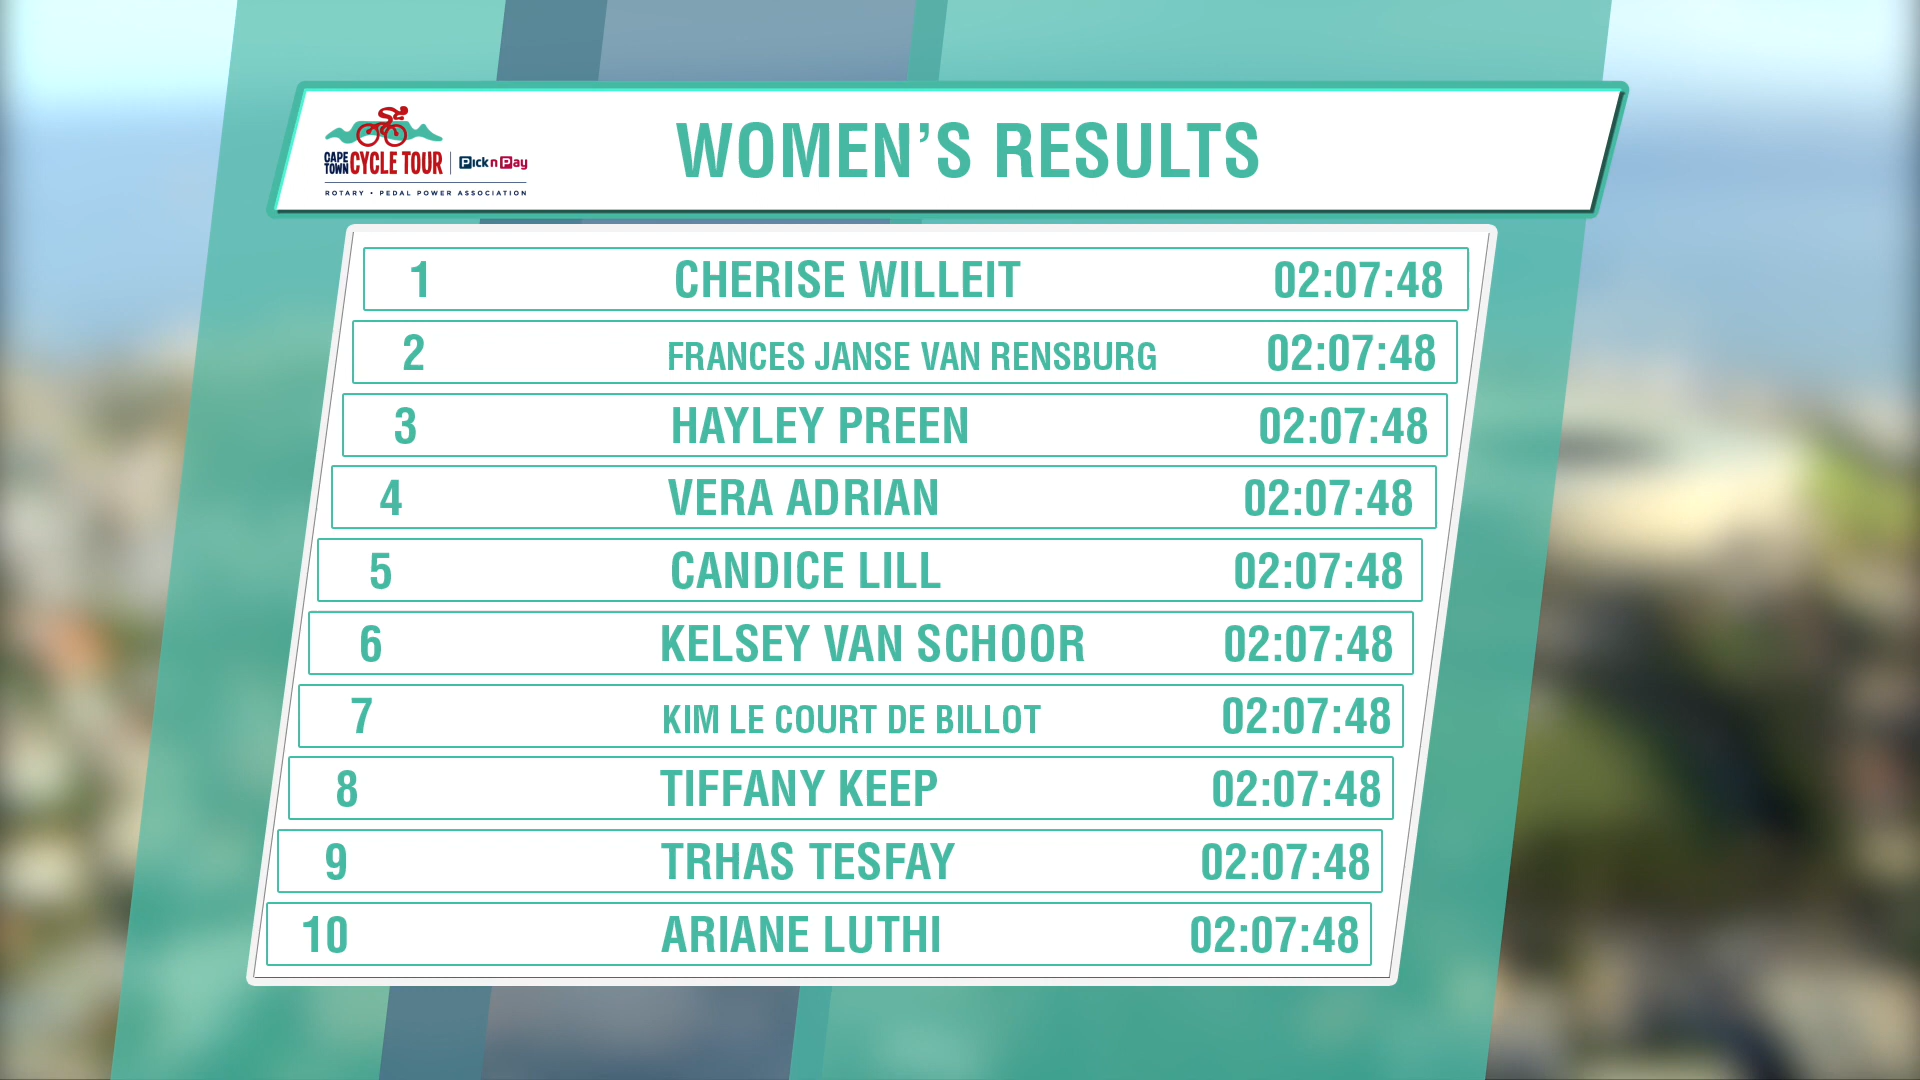 CAPE TOWN CYCLE TOUR | Pick n Pay
ROTARY • PEDAL POWER ASSOCIATION
WOMEN’S RESULTS
1 CHERISE WILLEIT 02:07:48
2 FRANCES JANSE VAN RENSBURG 02:07:48
3 HAYLEY PREEN 02:07:48
4 VERA ADRIAN 02:07:48
5 CANDICE LILL 02:07:48
6 KELSEY VAN SCHOOR 02:07:48
7 KIM LE COURT DE BILLOT 02:07:48
8 TIFFANY KEEP 02:07:48
9 TRHAS TESFAY 02:07:48
10 ARIANE LUTHI 02:07:48